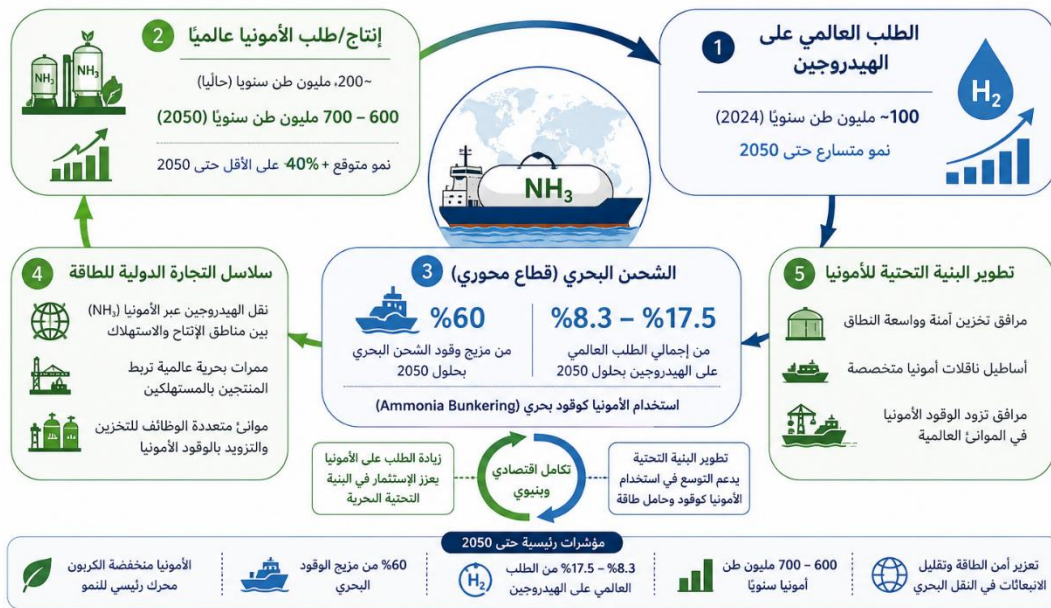 1
الطلب العالمي على
الهيدروجين
~100 مليون طن سنويًا (2024)
نمو متسارع حتى 2050
H₂
2
إنتاج/طلب الأمونيا عالميًا
~200، مليون طن سنويا (حاليًا)
600 – 700 مليون طن سنويًا (2050)
نمو متوقع + 40% على الأقل حتى 2050
NH₃
NH₃
NH₃
5
تطوير البنية التحتية للأمونيا
مرافق تخزين آمنة وواسعة النطاق
أساطيل ناقلات أمونيا متخصصة
مرافق تزود الوقود الأمونيا
في الموانئ العالمية
3
الشحن البحري (قطاع محوري)
%8.3 – %17.5
من إجمالي الطلب العالمي
على الهيدروجين بحلول 2050
%60
من مزيج وقود الشحن البحري
بحلول 2050
استخدام الأمونيا كوقود بحري (Ammonia Bunkering)
4
سلاسل التجارة الدولية للطاقة
نقل الهيدروجين عبر الأمونيا (NH₃)
بين مناطق الإنتاج والاستهلاك
ممرات بحرية عالمية تربط
المنتجين بالمستهلكين
موانئ متعددة الوظائف للتخزين
والتزويد بالوقود الأمونيا
تطوير البنية التحتية
يدعم التوسع في استخدام
الأمونيا كوقود وحامل طاقة
تكامل اقتصادي
وبنيوي
زيادة الطلب على الأمونيا
يعزز الإستثمار في البنية
التحتية البحرية
مؤشرات رئيسية حتى 2050
تعزيز أمن الطاقة وتقليل
الانبعاثات في النقل البحري
600 – 700 مليون طن
أمونيا سنويًا
H₂
8.3% – 17.5% من الطلب
العالمي على الهيدروجين
60% من مزيج الوقود
البحري
الأمونيا منخفضة الكربون
محرك رئيسي للنمو